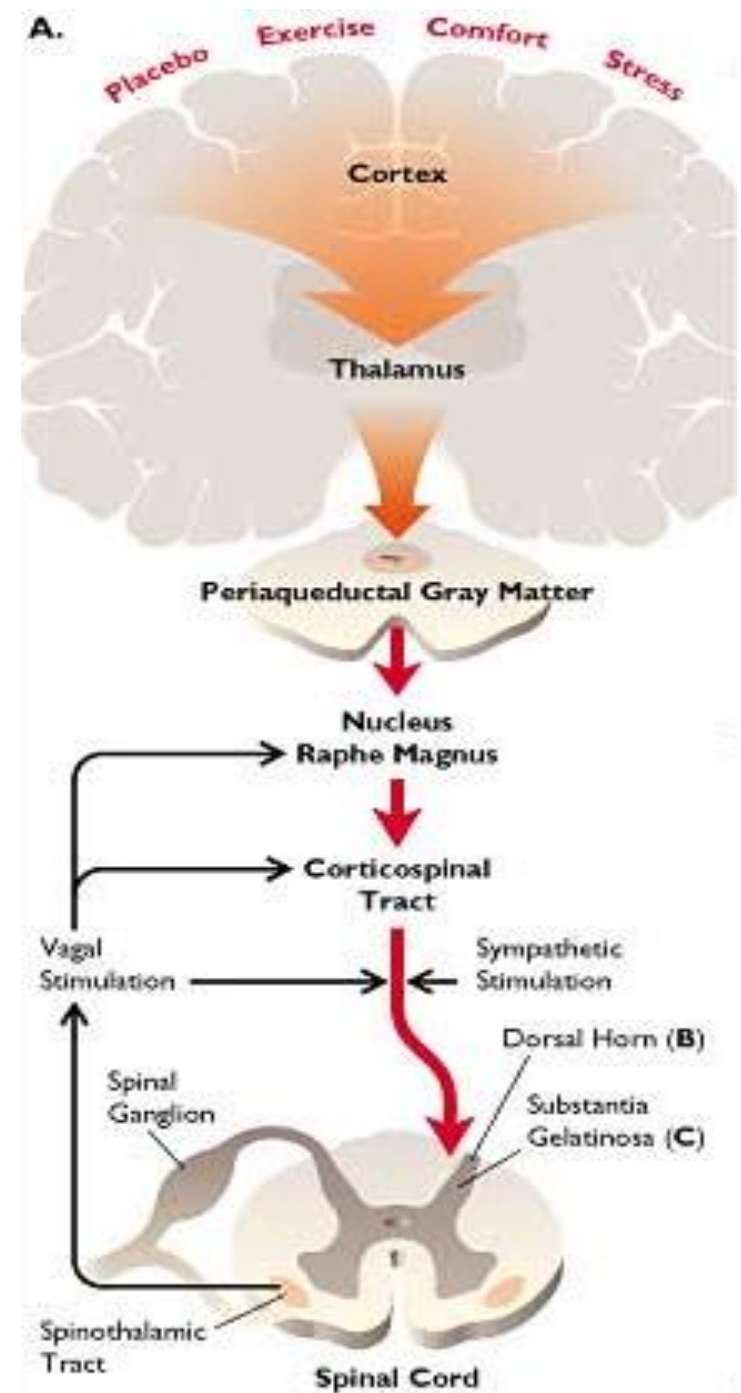 A.
Placebo Exercise Comfort Stress
Cortex
Thalamus
Periaqueductal Gray Matter
Nucleus
Raphe Magnus
Corticospinal
Tract
Vagal
Stimulation
Sympathetic
Stimulation
Dorsal Horn (B)
Spinal
Ganglion
Substantia
Gelatinosa (C)
Spinothalamic
Tract
Spinal Cord